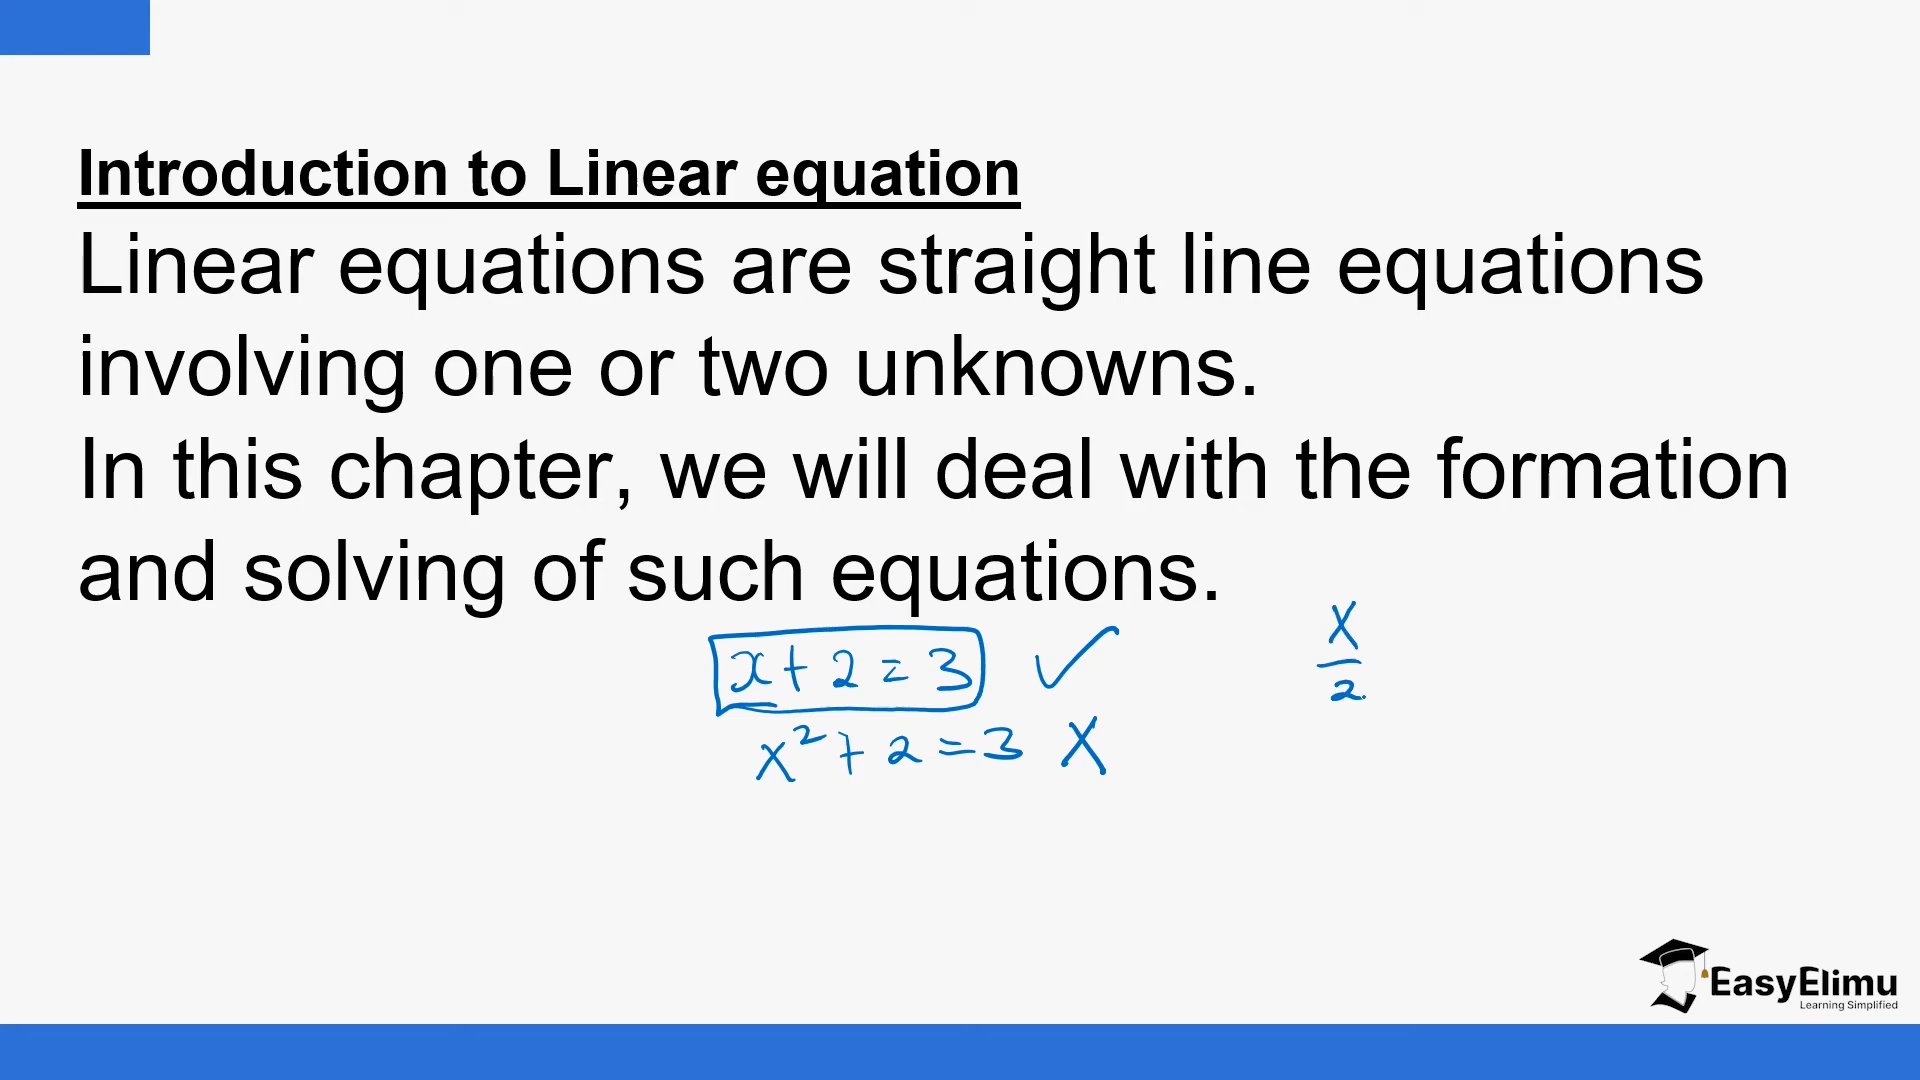 Introduction to Linear equation
Linear equations are straight line equations
involving one or two unknowns.
In this chapter, we will deal with the formation
and solving of such equations.
x + 2 = 3 ✓
x² + 2 = 3 X
x
2
EasyElimu
Learning Simplified